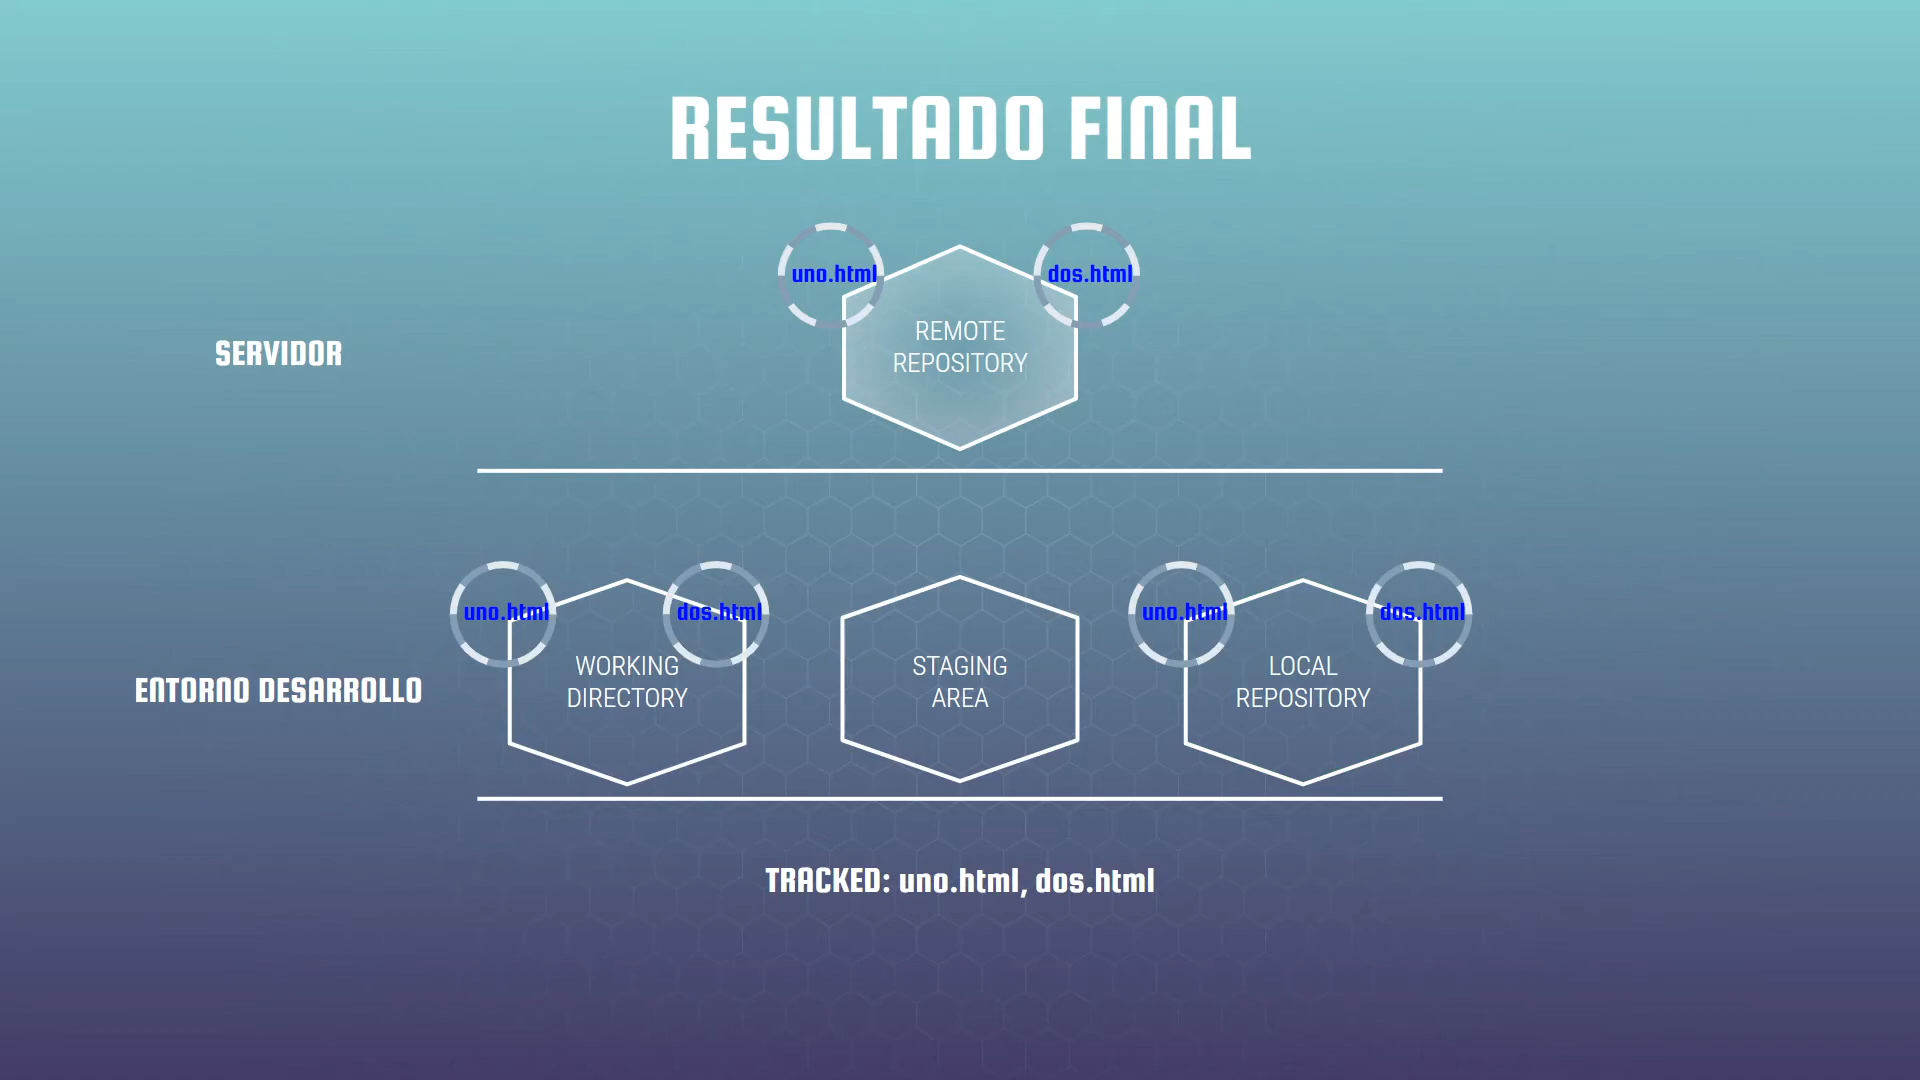 RESULTADO FINAL
uno.html
dos.html
REMOTE
REPOSITORY
SERVIDOR
uno.html
dos.html
uno.html
dos.html
WORKING
DIRECTORY
STAGING
AREA
LOCAL
REPOSITORY
ENTORNO DESARROLLO
TRACKED: uno.html, dos.html